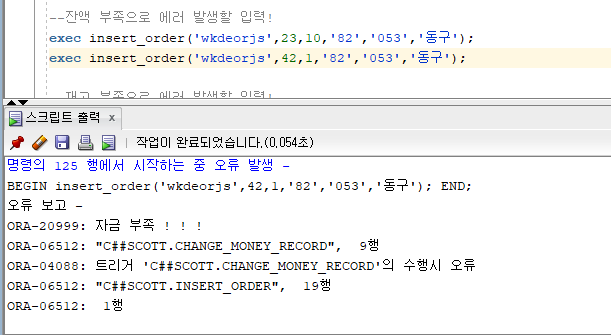 --잔액 부족으로 에러 발생할 입력!
exec insert_order('wkdeorjs',23,10,'82','053','동구');
exec insert_order('wkdeorjs',42,1,'82','053','동구');
재고 부족으로 에러 발생할 입력!
스크립트 출력 x
작업이 완료되었습니다.(0,054초)
명령의 125 행에서 시작하는 중 오류 발생 -
BEGIN insert_order('wkdeorjs',42,1,'82','053','동구'); END;
오류 보고 -
ORA-20999: 자금 부족 ! ! !
ORA-06512: "C##SCOTT.CHANGE_MONEY_RECORD", 9행
ORA-04088: 트리거 'C##SCOTT.CHANGE_MONEY_RECORD'의 수행시 오류
ORA-06512: "C##SCOTT.INSERT_ORDER", 19행
ORA-06512: 1행